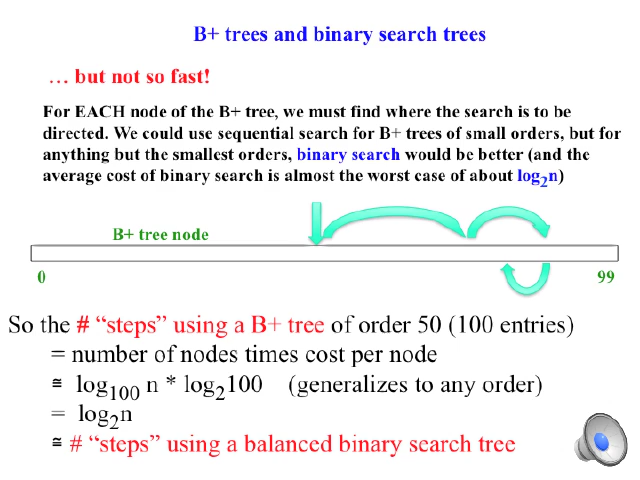 B+ trees and binary search trees
… but not so fast!
For EACH node of the B+ tree, we must find where the search is to be
directed. We could use sequential search for B+ trees of small orders, but for
anything but the smallest orders, binary search would be better (and the
average cost of binary search is almost the worst case of about log₂n)
B+ tree node
0 99
So the # “steps” using a B+ tree of order 50 (100 entries)
= number of nodes times cost per node
≅ log₁₀₀ n * log₂100 (generalizes to any order)
= log₂n
≅ # “steps” using a balanced binary search tree